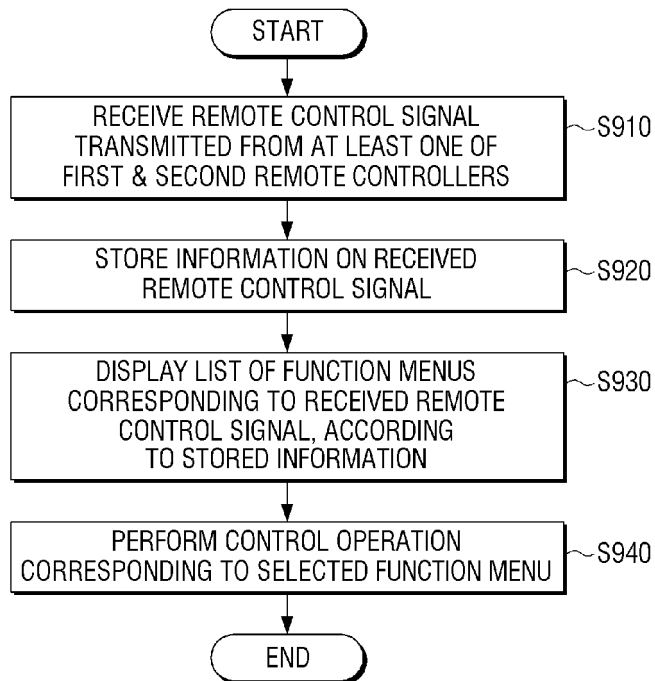 START
RECEIVE REMOTE CONTROL SIGNAL
TRANSMITTED FROM AT LEAST ONE OF
FIRST & SECOND REMOTE CONTROLLERS
S910
STORE INFORMATION ON RECEIVED
REMOTE CONTROL SIGNAL
S920
DISPLAY LIST OF FUNCTION MENUS
CORRESPONDING TO RECEIVED REMOTE
CONTROL SIGNAL, ACCORDING
TO STORED INFORMATION
S930
PERFORM CONTROL OPERATION
CORRESPONDING TO SELECTED FUNCTION MENU
S940
END